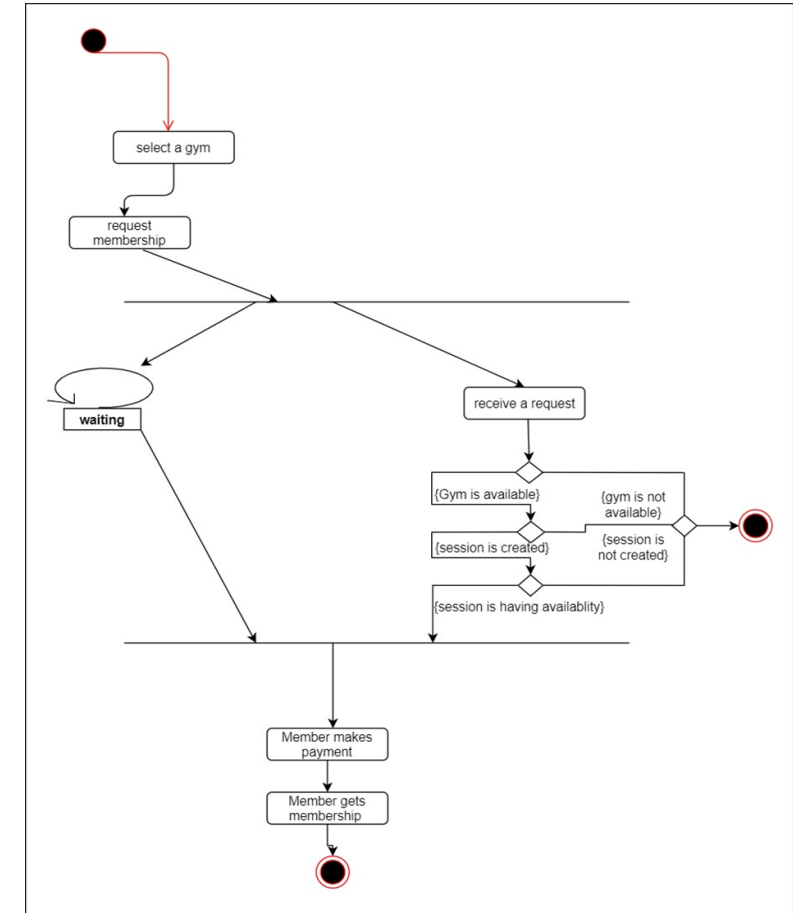 select a gym
request
membership
receive a request
waiting
{Gym is available}
{gym is not
available}
{session is created}
{session is
not created}
{session is having availablity}
Member makes
payment
Member gets
membership